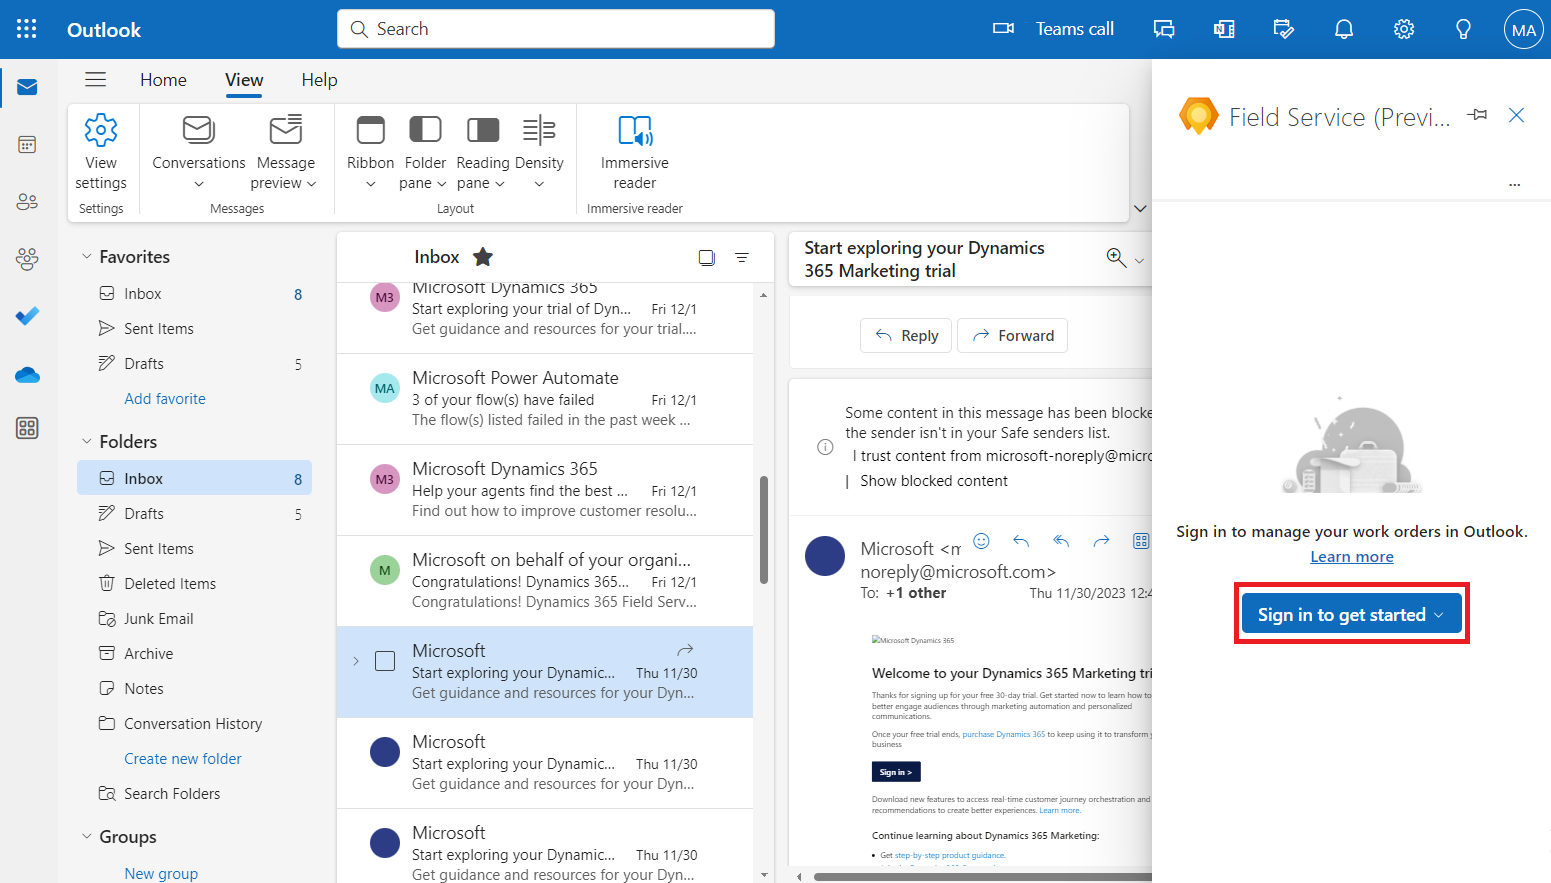 Outlook
Search
Teams call
MA
Home
View
Help
View
settings
Settings
Conversations
Message
preview
Messages
Ribbon
Folder
pane
Reading
pane
Density
Layout
Immersive
reader
Immersive reader
Favorites
Inbox 8
Sent Items
Drafts 5
Add favorite
Folders
Inbox 8
Drafts 5
Sent Items
Deleted Items
Junk Email
Archive
Notes
Conversation History
Create new folder
Search Folders
Groups
New group
Inbox
M3
Microsoft Dynamics 365
Start exploring your trial of Dyn... Fri 12/1
Get guidance and resources for your trial....
MA
Microsoft Power Automate
3 of your flow(s) have failed Fri 12/1
The flow(s) listed failed in the past week ...
M3
Microsoft Dynamics 365
Help your agents find the best ... Fri 12/1
Find out how to improve customer resolu...
M
Microsoft on behalf of your organi...
Congratulations! Dynamics 365... Fri 12/1
Congratulations! Dynamics 365 Field Serv...
Microsoft
Start exploring your Dynamic... Thu 11/30
Get guidance and resources for your Dyn...
Microsoft
Start exploring your Dynamic... Thu 11/30
Get guidance and resources for your Dyn...
Microsoft
Start exploring your Dynamic... Thu 11/30
Get guidance and resources for your Dyn...
Start exploring your Dynamics
365 Marketing trial
Reply
Forward
Some content in this message has been blocke
the sender isn't in your Safe senders list.
I trust content from microsoft-noreply@micro
| Show blocked content
Microsoft <m
noreply@microsoft.com>
To: +1 other
Thu 11/30/2023 12:4
Microsoft Dynamics 365
Welcome to your Dynamics 365 Marketing tri
Thanks for signing up for your free 30-day trial. Get started now to learn how to
better engage audiences through marketing automation and personalized
communications.
Once your free trial ends, purchase Dynamics 365 to keep using it to transform y
business
Sign in >
Download new features to access real-time customer journey orchestration and
recommendations to create better experiences. Learn more.
Continue learning about Dynamics 365 Marketing:
• Get step-by-step product guidance.
Field Service (Previ...
...
Sign in to manage your work orders in Outlook.
Learn more
Sign in to get started